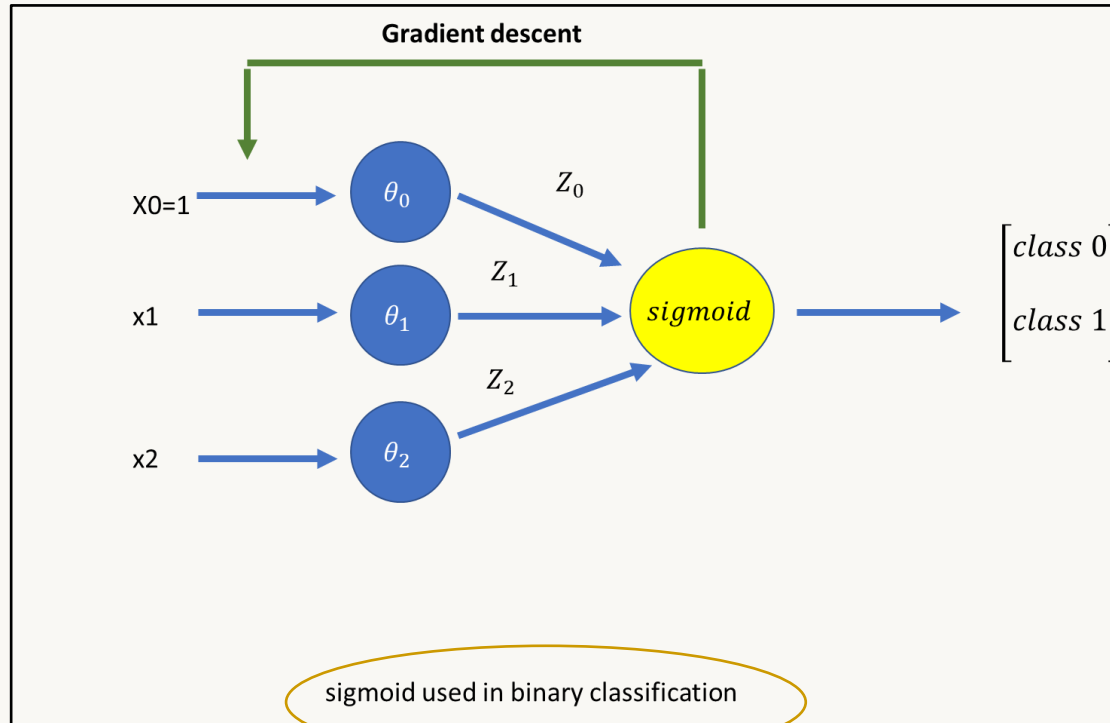 Gradient descent
X0=1
θ₀
Z₀
x1
θ₁
Z₁
sigmoid
class 0
class 1
x2
θ₂
Z₂
sigmoid used in binary classification